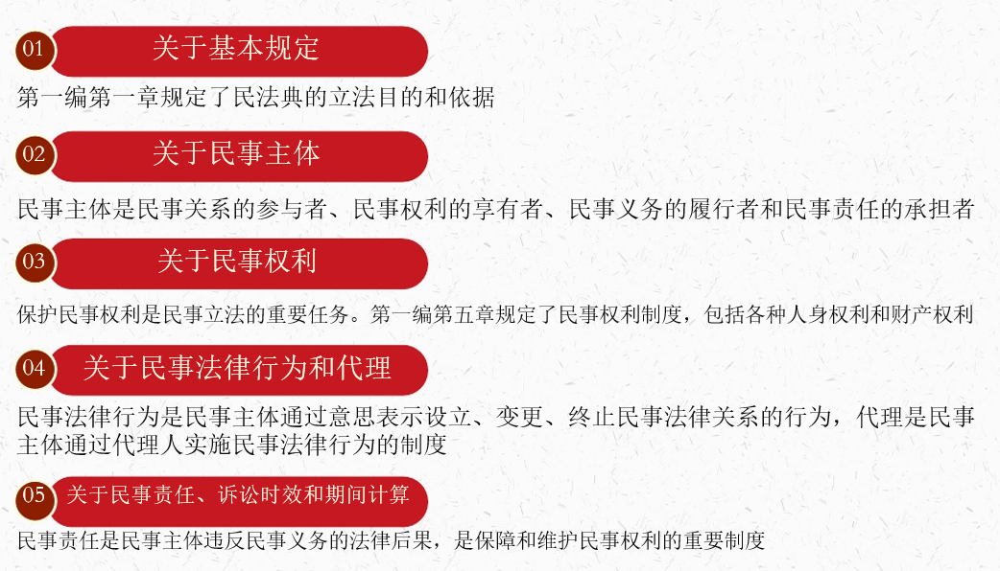 01 关于基本规定
第一编第一章规定了民法典的立法目的和依据
02 关于民事主体
民事主体是民事关系的参与者、民事权利的享有者、民事义务的履行者和民事责任的承担者
03 关于民事权利
保护民事权利是民事立法的重要任务。第一编第五章规定了民事权利制度，包括各种人身权利和财产权利
04 关于民事法律行为和代理
民事法律行为是民事主体通过意思表示设立、变更、终止民事法律关系的行为，代理是民事
主体通过代理人实施民事法律行为的制度
05 关于民事责任、诉讼时效和期间计算
民事责任是民事主体违反民事义务的法律后果，是保障和维护民事权利的重要制度